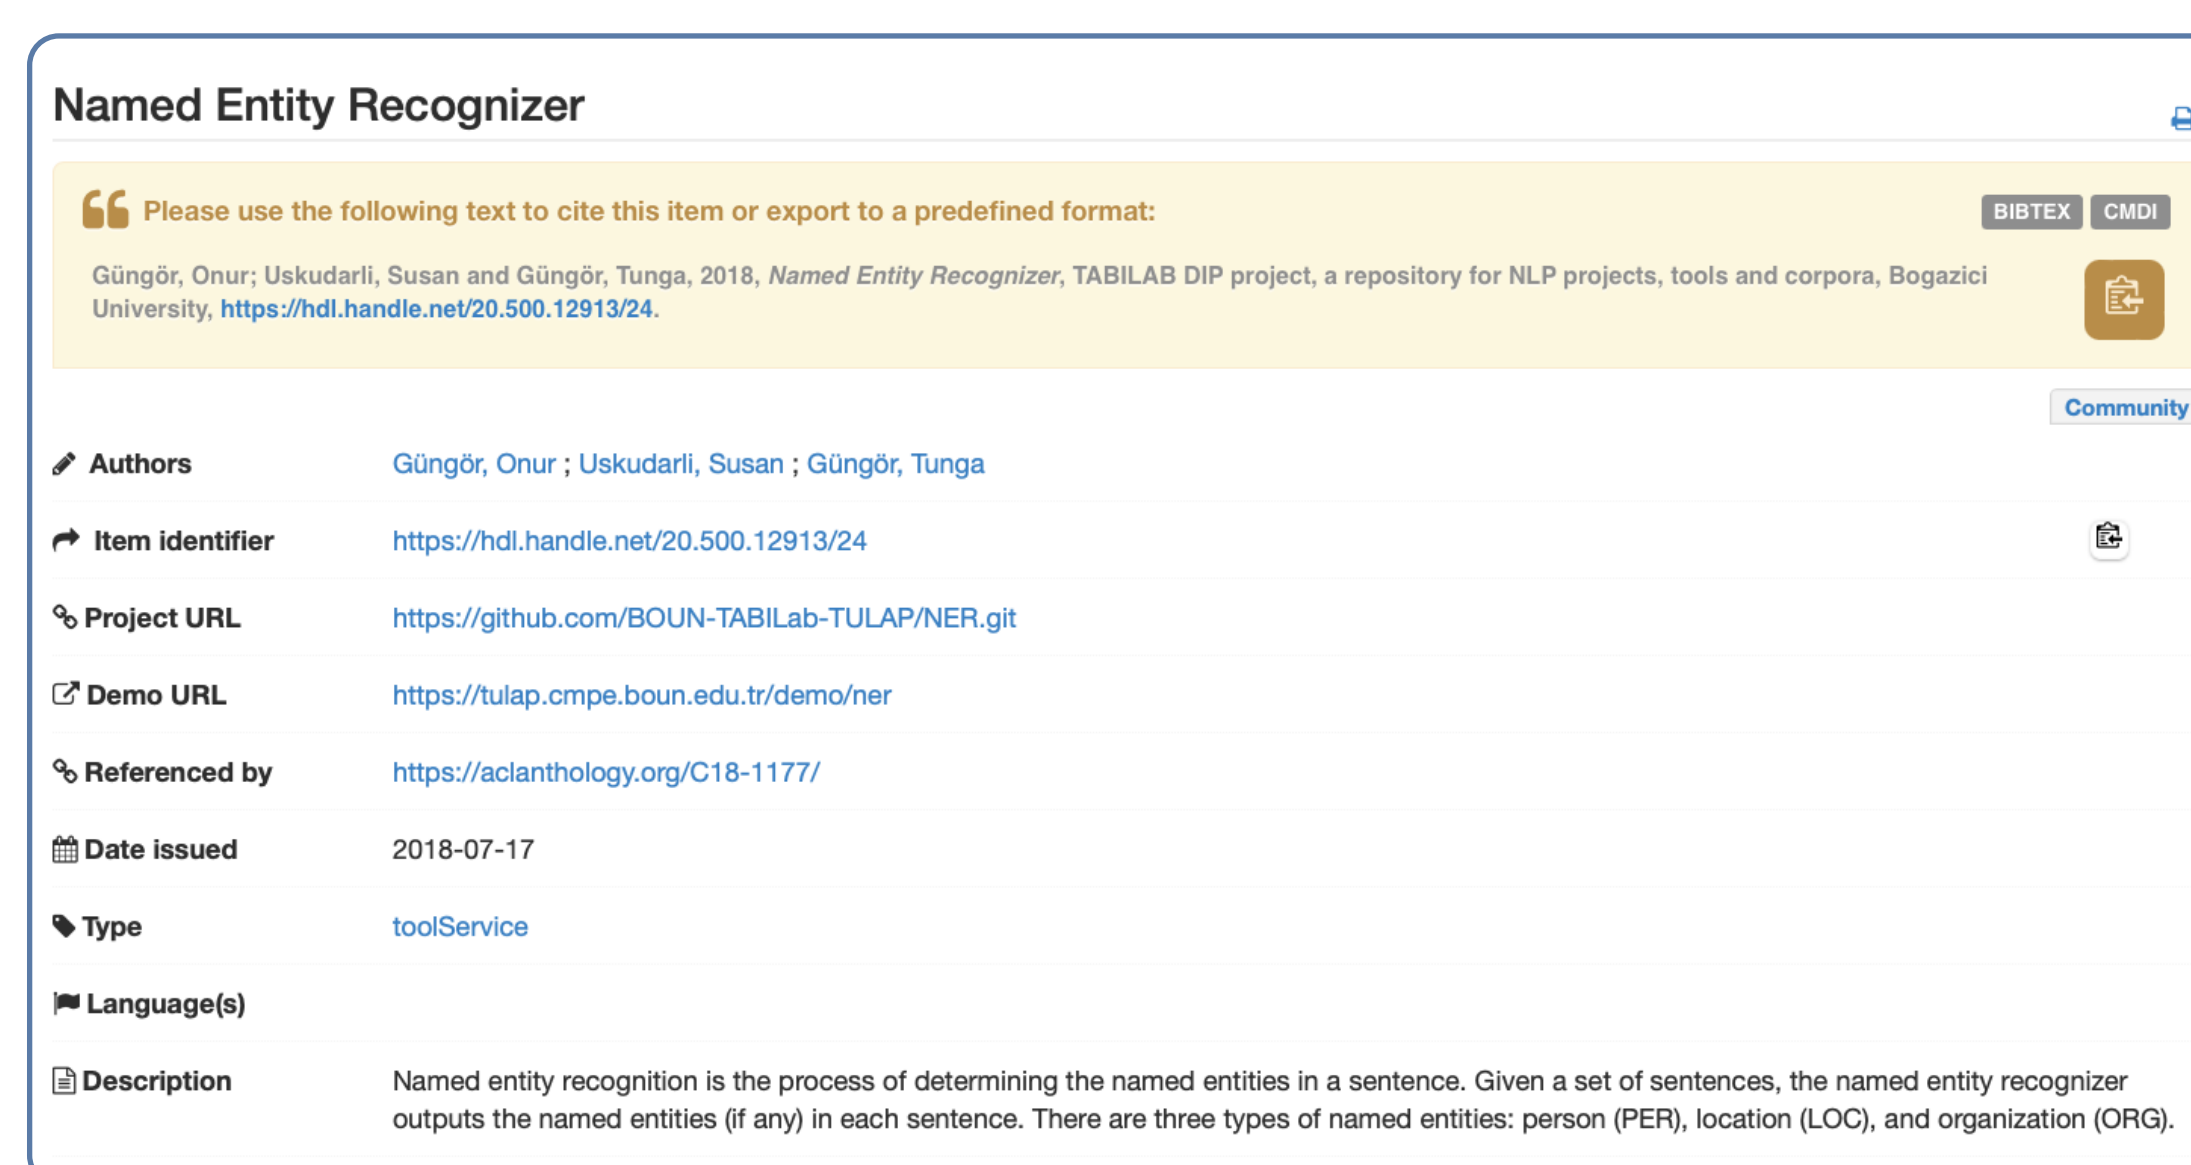 Named Entity Recognizer
Please use the following text to cite this item or export to a predefined format:
BIBTEX CMDI
Güngör, Onur; Uskudarli, Susan and Güngör, Tunga, 2018, Named Entity Recognizer, TABILAB DIP project, a repository for NLP projects, tools and corpora, Bogazici
University, https://hdl.handle.net/20.500.12913/24.
Community
Authors Güngör, Onur ; Uskudarli, Susan ; Güngör, Tunga
Item identifier https://hdl.handle.net/20.500.12913/24
Project URL https://github.com/BOUN-TABILab-TULAP/NER.git
Demo URL https://tulap.cmpe.boun.edu.tr/demo/ner
Referenced by https://aclanthology.org/C18-1177/
Date issued 2018-07-17
Type toolService
Language(s)
Description Named entity recognition is the process of determining the named entities in a sentence. Given a set of sentences, the named entity recognizer
outputs the named entities (if any) in each sentence. There are three types of named entities: person (PER), location (LOC), and organization (ORG).